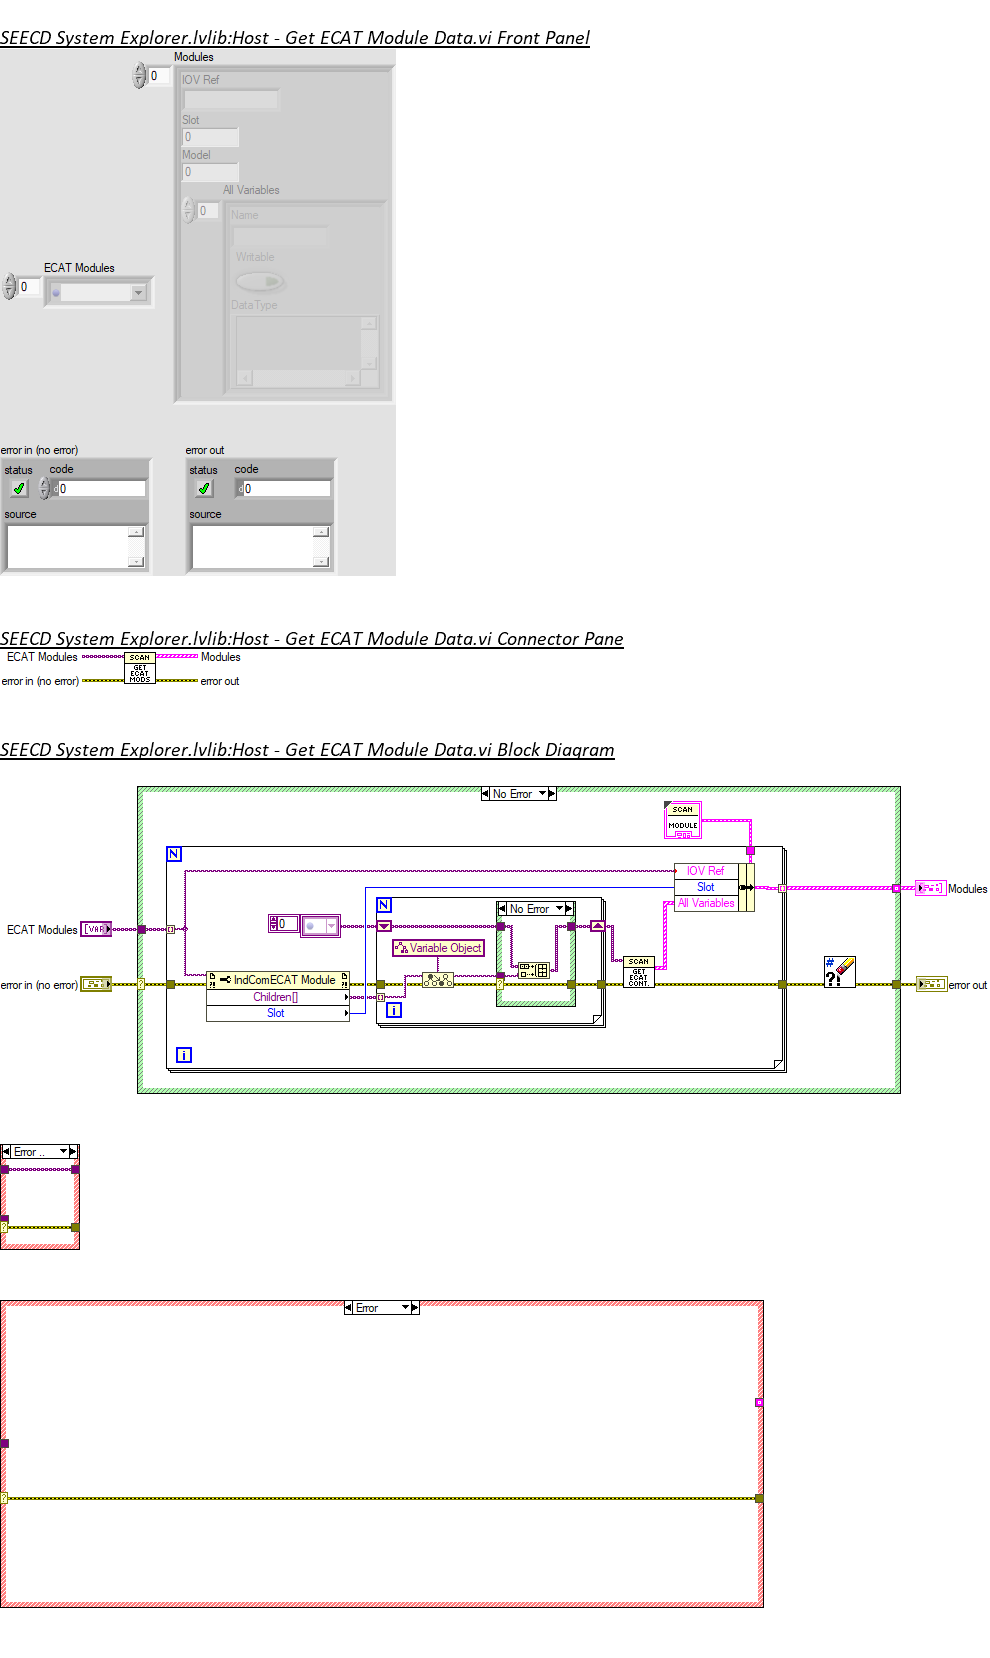 SEECD System Explorer.lvlib:Host - Get ECAT Module Data.vi Front Panel
Modules
0
IOV Ref
Slot
0
Model
0
All Variables
0
Name
Writable
DataType
ECAT Modules
0
error in (no error)
status code
d0
source
error out
status code
d0
source
SEECD System Explorer.lvlib:Host - Get ECAT Module Data.vi Connector Pane
ECAT Modules
error in (no error)
SCAN
GET
ECAT
MODS
Modules
error out
SEECD System Explorer.lvlib:Host - Get ECAT Module Data.vi Block Diagram
No Error
SCAN
MODULE
N
IOV Ref
Slot
All Variables
Modules
N
No Error
0
ECAT Modules
[VAR]
Variable Object
SCAN
GET
ECAT
CONT.
#
?!
IndComECAT Module
Children[]
Slot
error in (no error)
?
?
error out
i
i
Error ..
?
Error
?